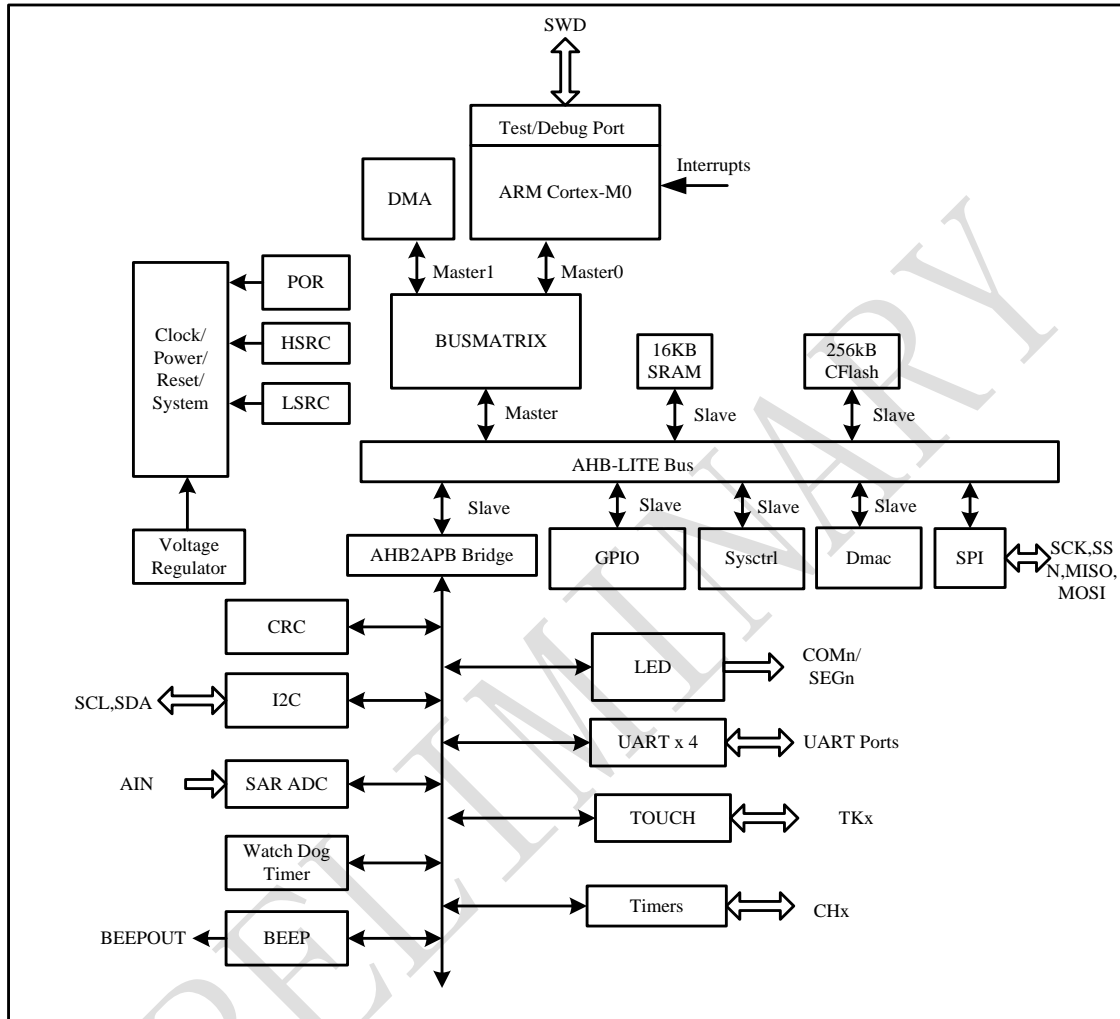 SWD
Test/Debug Port
ARM Cortex-M0
Interrupts
DMA
Master1
Master0
POR
HSRC
LSRC
Clock/
Power/
Reset/
System
BUSMATRIX
16KB
SRAM
256kB
CFlash
Master
Slave
Slave
AHB-LITE Bus
Slave
Slave
Slave
Slave
Voltage
Regulator
AHB2APB Bridge
GPIO
Sysctrl
Dmac
SPI
SCK,SS
N,MISO,
MOSI
CRC
LED
COMn/
SEGn
SCL,SDA
I2C
UART x 4
UART Ports
AIN
SAR ADC
TOUCH
TKx
Watch Dog
Timer
Timers
CHx
BEEPOUT
BEEP
PRELIMINARY